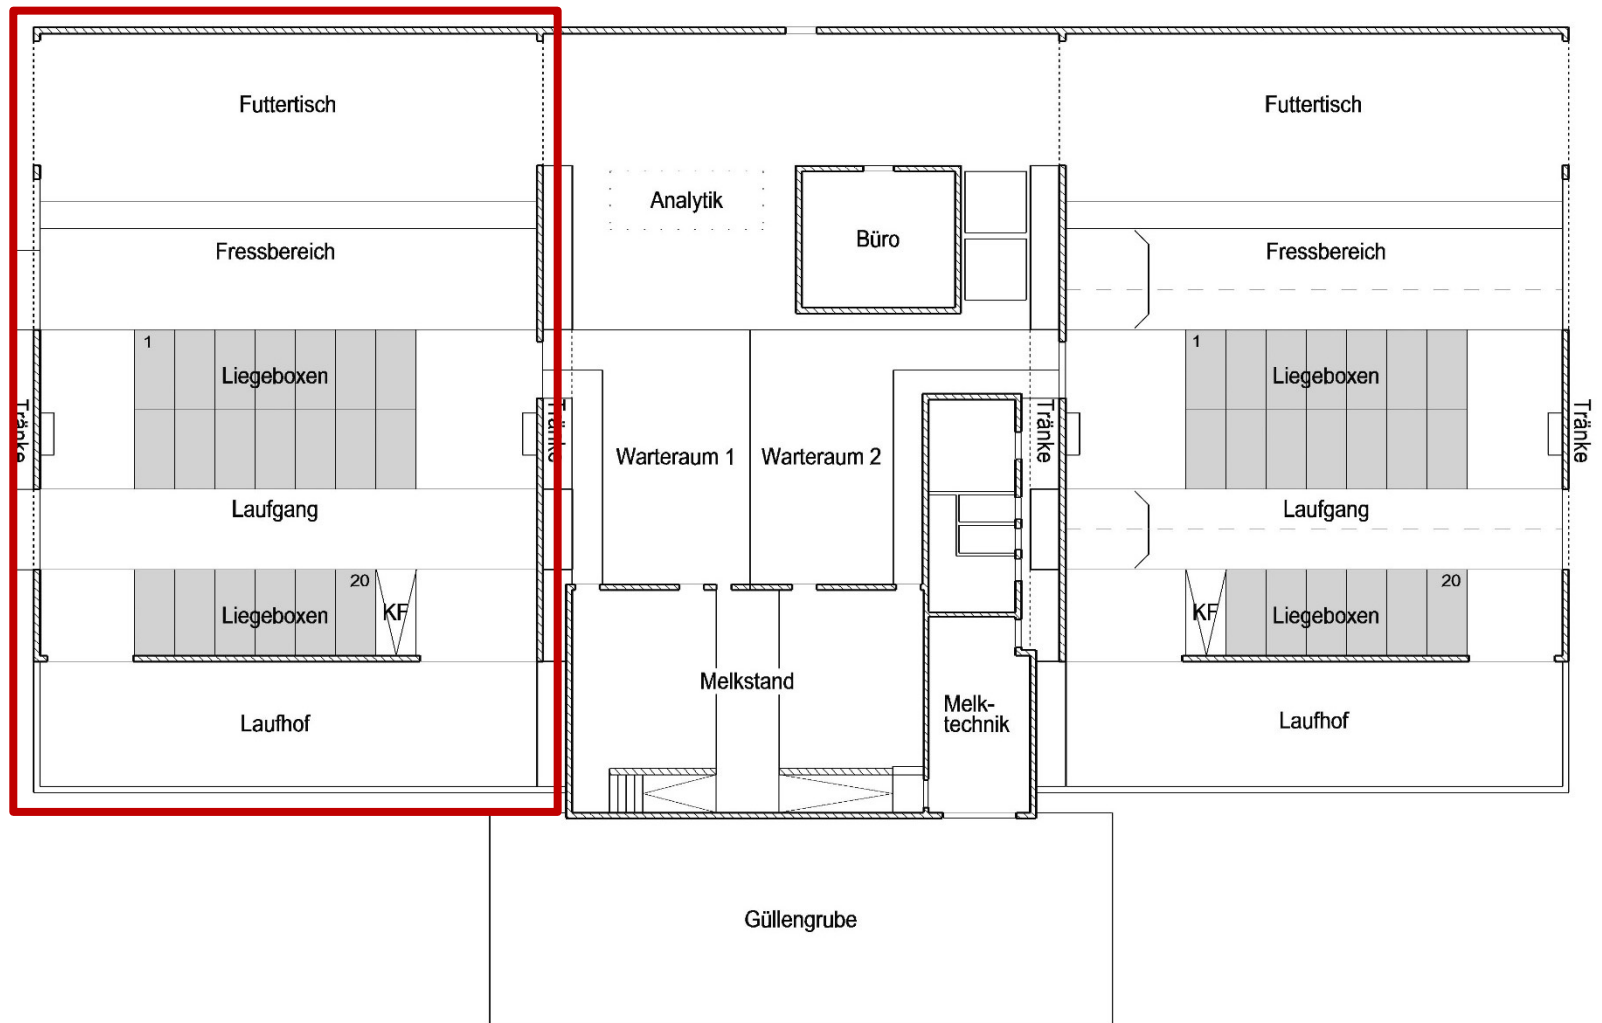 Futtertisch
Futtertisch
Analytik
Büro
Fressbereich
Fressbereich
1
1
Liegeboxen
Liegeboxen
Tränke
Tränke
Tränke
Tränke
Warteraum 1
Warteraum 2
Laufgang
Laufgang
20
KF
Liegeboxen
KF
20
Liegeboxen
Melkstand
Melk-
technik
Laufhof
Laufhof
Güllengrube